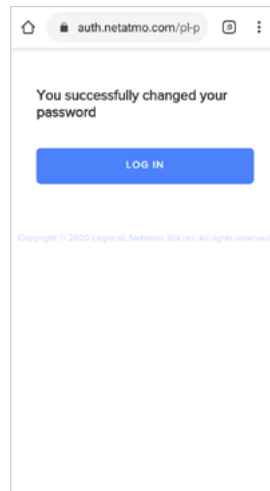 auth.netatmo.com/pl-p
You successfully changed your
password
LOG IN
Copyright © 2020 Legrand, Netatmo, Bticino. All rights reserved